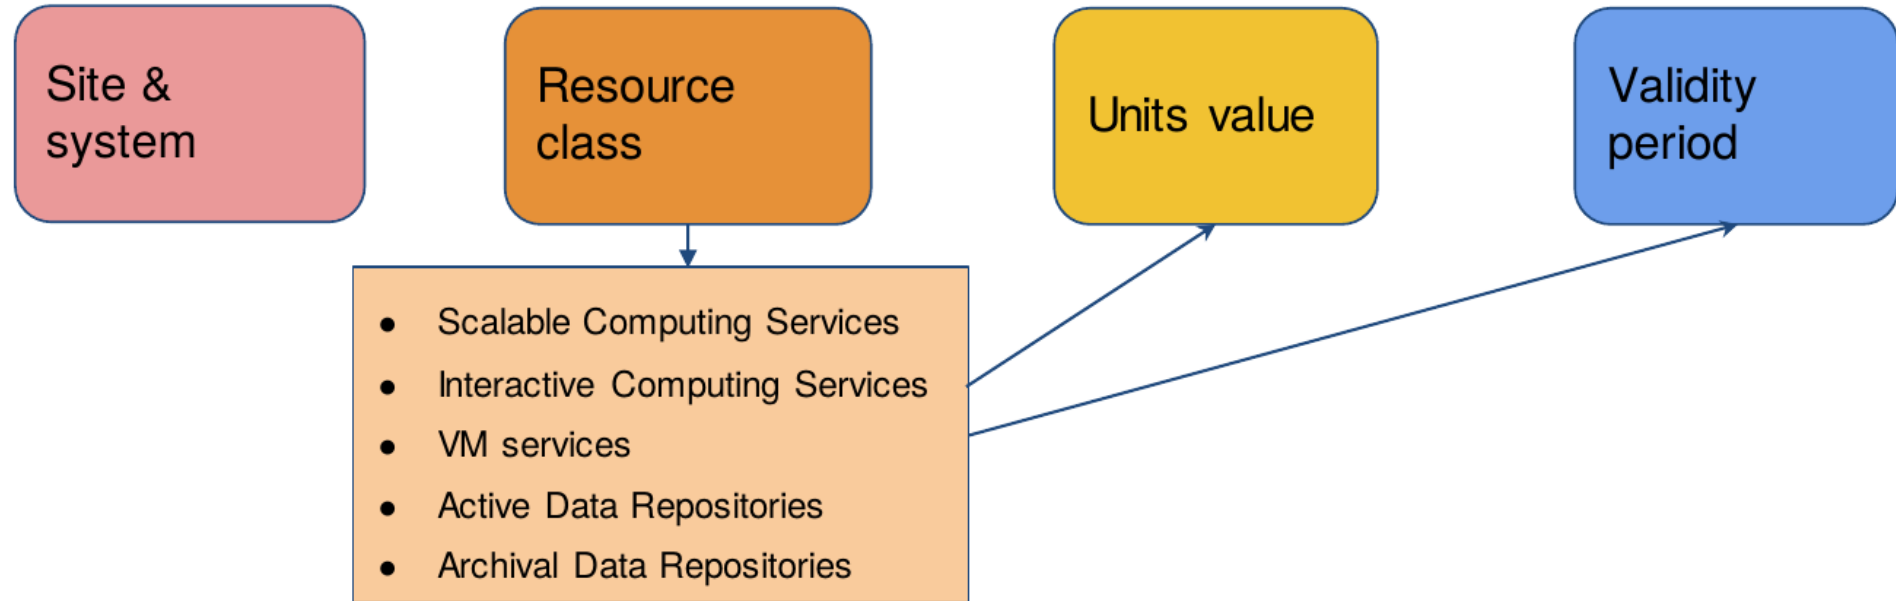 Site &
system
Resource
class
Units value
Validity
period
● Scalable Computing Services
● Interactive Computing Services
● VM services
● Active Data Repositories
● Archival Data Repositories